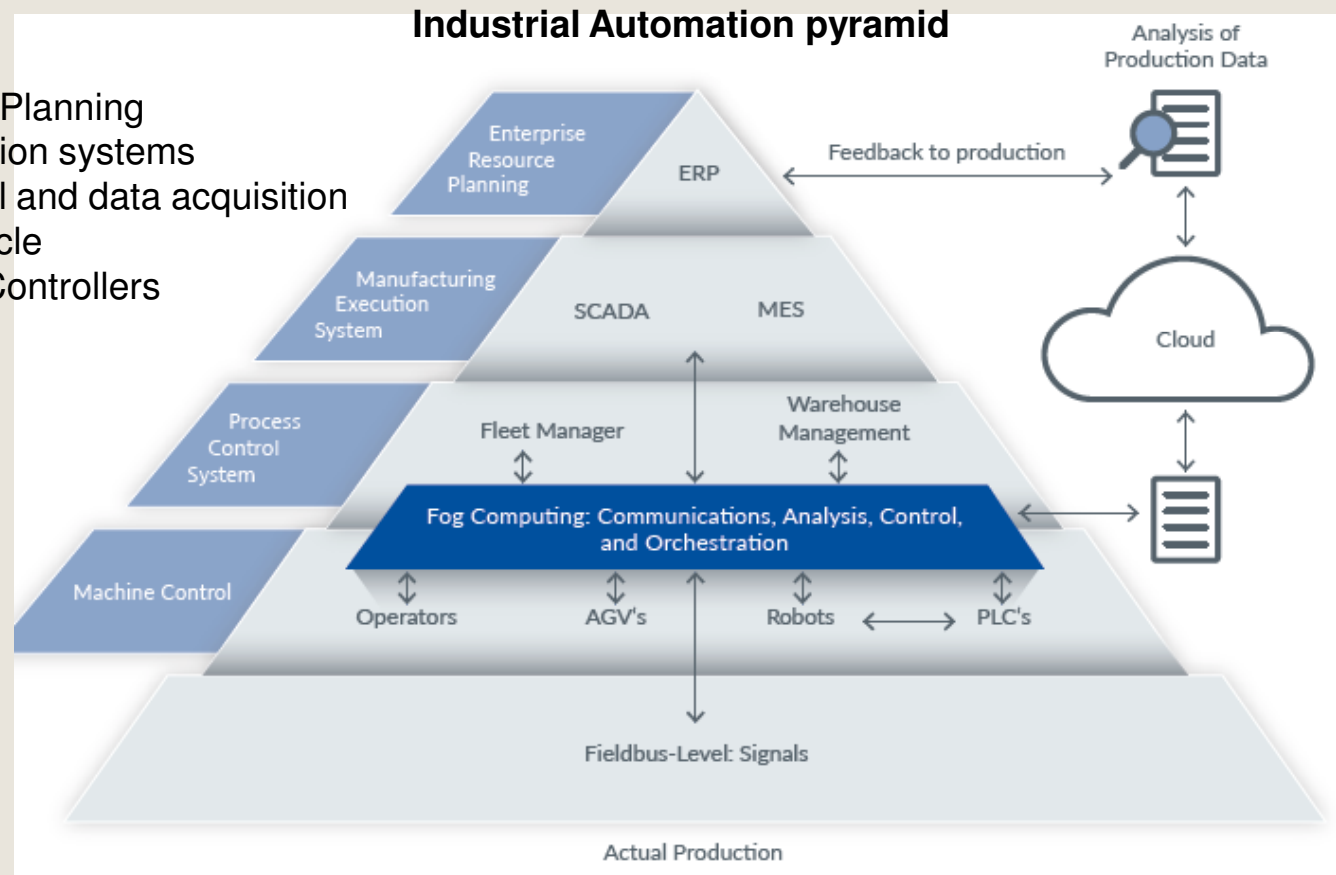 Industrial Automation pyramid
Planning
ion systems
l and data acquisition
cle
Controllers
Analysis of
Production Data
Enterprise
Resource
Planning
ERP
Feedback to production
Manufacturing
Execution
System
SCADA
MES
Cloud
Process
Control
System
Fleet Manager
Warehouse
Management
Fog Computing: Communications, Analysis, Control,
and Orchestration
Machine Control
Operators
AGV's
Robots
PLC's
Fieldbus-Level: Signals
Actual Production